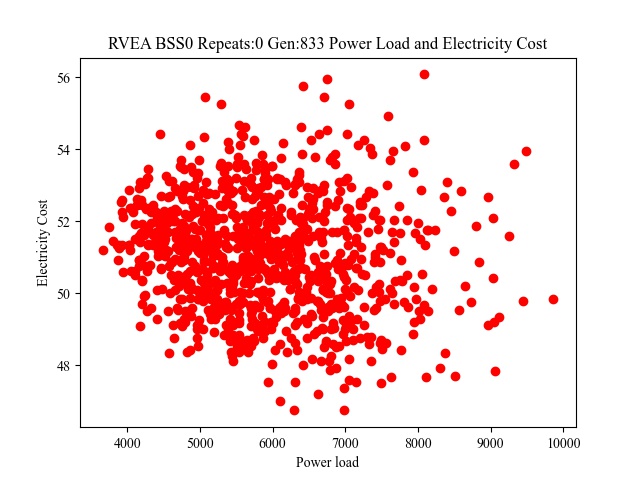 RVEA BSS0 Repeats:0 Gen:833 Power Load and Electricity Cost
56
54
52
50
48
Electricity Cost
4000 5000 6000 7000 8000 9000 10000
Power load